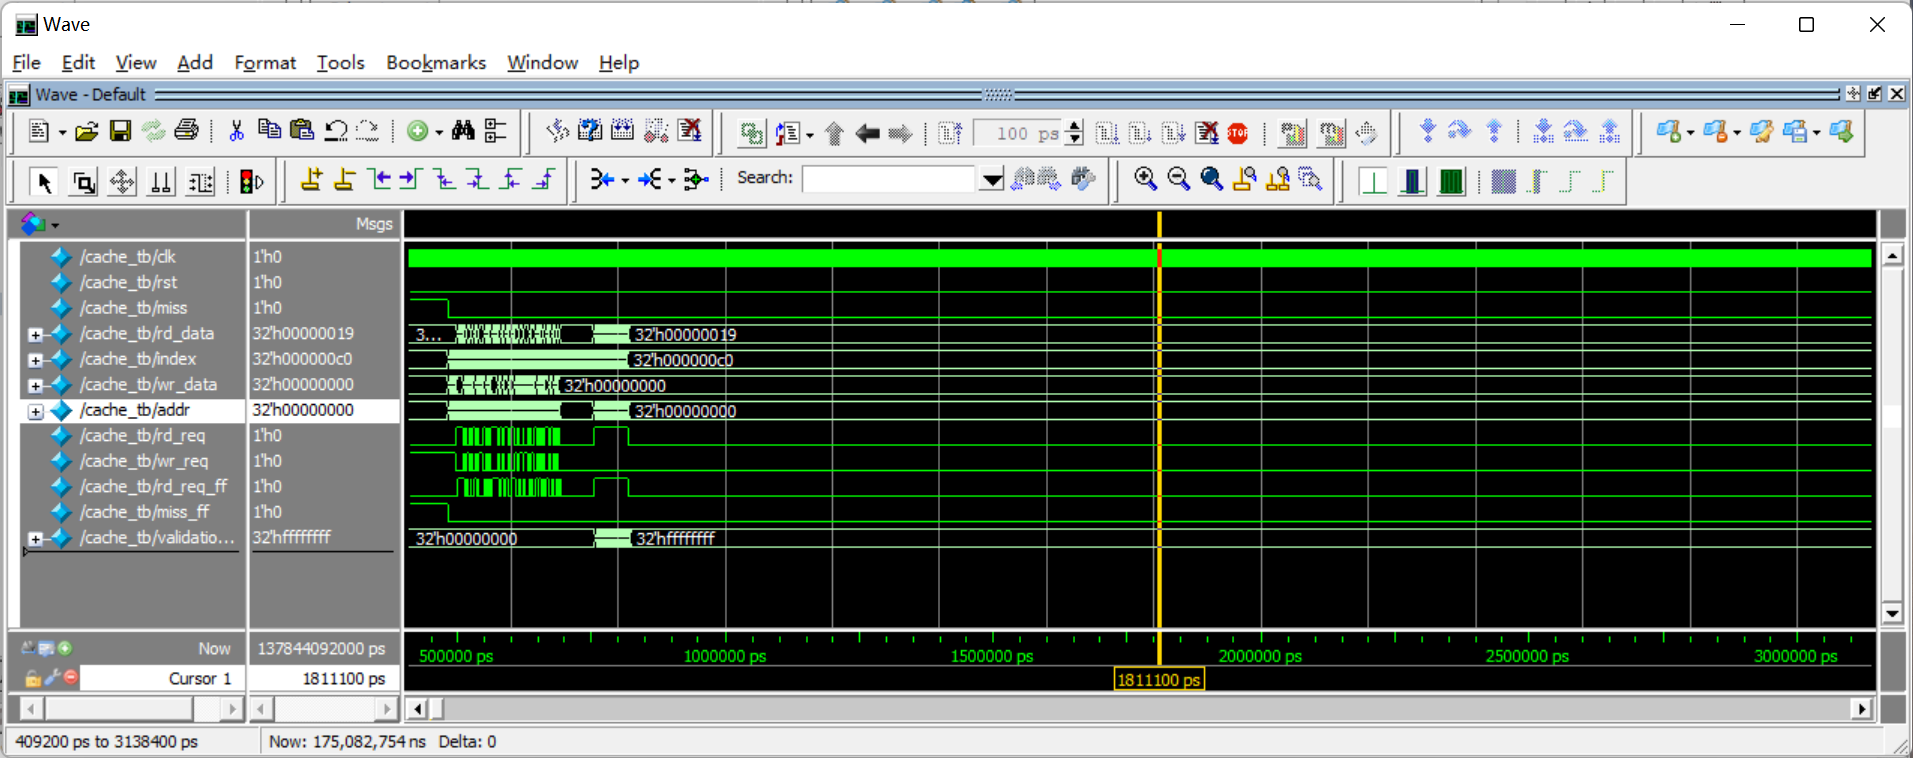 Wave
File Edit View Add Format Tools Bookmarks Window Help
Wave - Default
100 ps
STOP
Search:
Msgs
/cache_tb/clk 1'h0
/cache_tb/rst 1'h0
/cache_tb/miss 1'h0
/cache_tb/rd_data 32'h00000019 3... 32'h00000019
/cache_tb/index 32'h000000c0 32'h000000c0
/cache_tb/wr_data 32'h00000000 32'h00000000
/cache_tb/addr 32'h00000000 32'h00000000
/cache_tb/rd_req 1'h0
/cache_tb/wr_req 1'h0
/cache_tb/rd_req_ff 1'h0
/cache_tb/miss_ff 1'h0
/cache_tb/validatio... 32'hffffffff 32'h00000000 32'hffffffff
Now 137844092000 ps 500000 ps 1000000 ps 1500000 ps 2000000 ps 2500000 ps 3000000 ps
Cursor 1 1811100 ps 1811100 ps
409200 ps to 3138400 ps Now: 175,082,754 ns Delta: 0